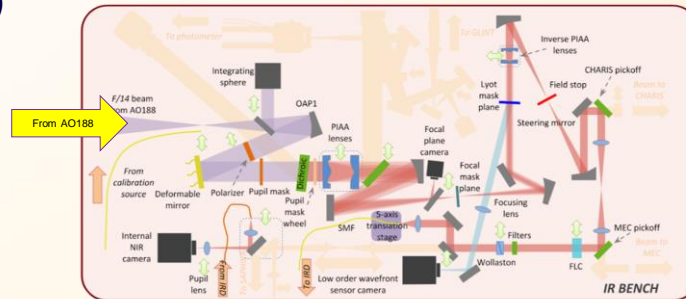 To photometer
To GLINT
Inverse PIAA
lenses
Integrating
sphere
CHARIS pickoff
F/14 beam
from AO188
Lyot mask
plane
Field stop
Beam to
CHARIS
OAP1
From AO188
PIAA
lenses
Steering mirror
Focal
plane
camera
Focal
mask
plane
From
calibration
source
Dichroic
Deformable
mirror
Polarizer
Pupil mask
Pupil
mask
wheel
Focusing
lens
5-axis
translation
stage
SMF
MEC pickoff
Internal
NIR
camera
Filters
Beam to
MEC
Pupil
lens
From IRD
To IRD
Low order wavefront
sensor camera
Wollaston
FLC
IR BENCH